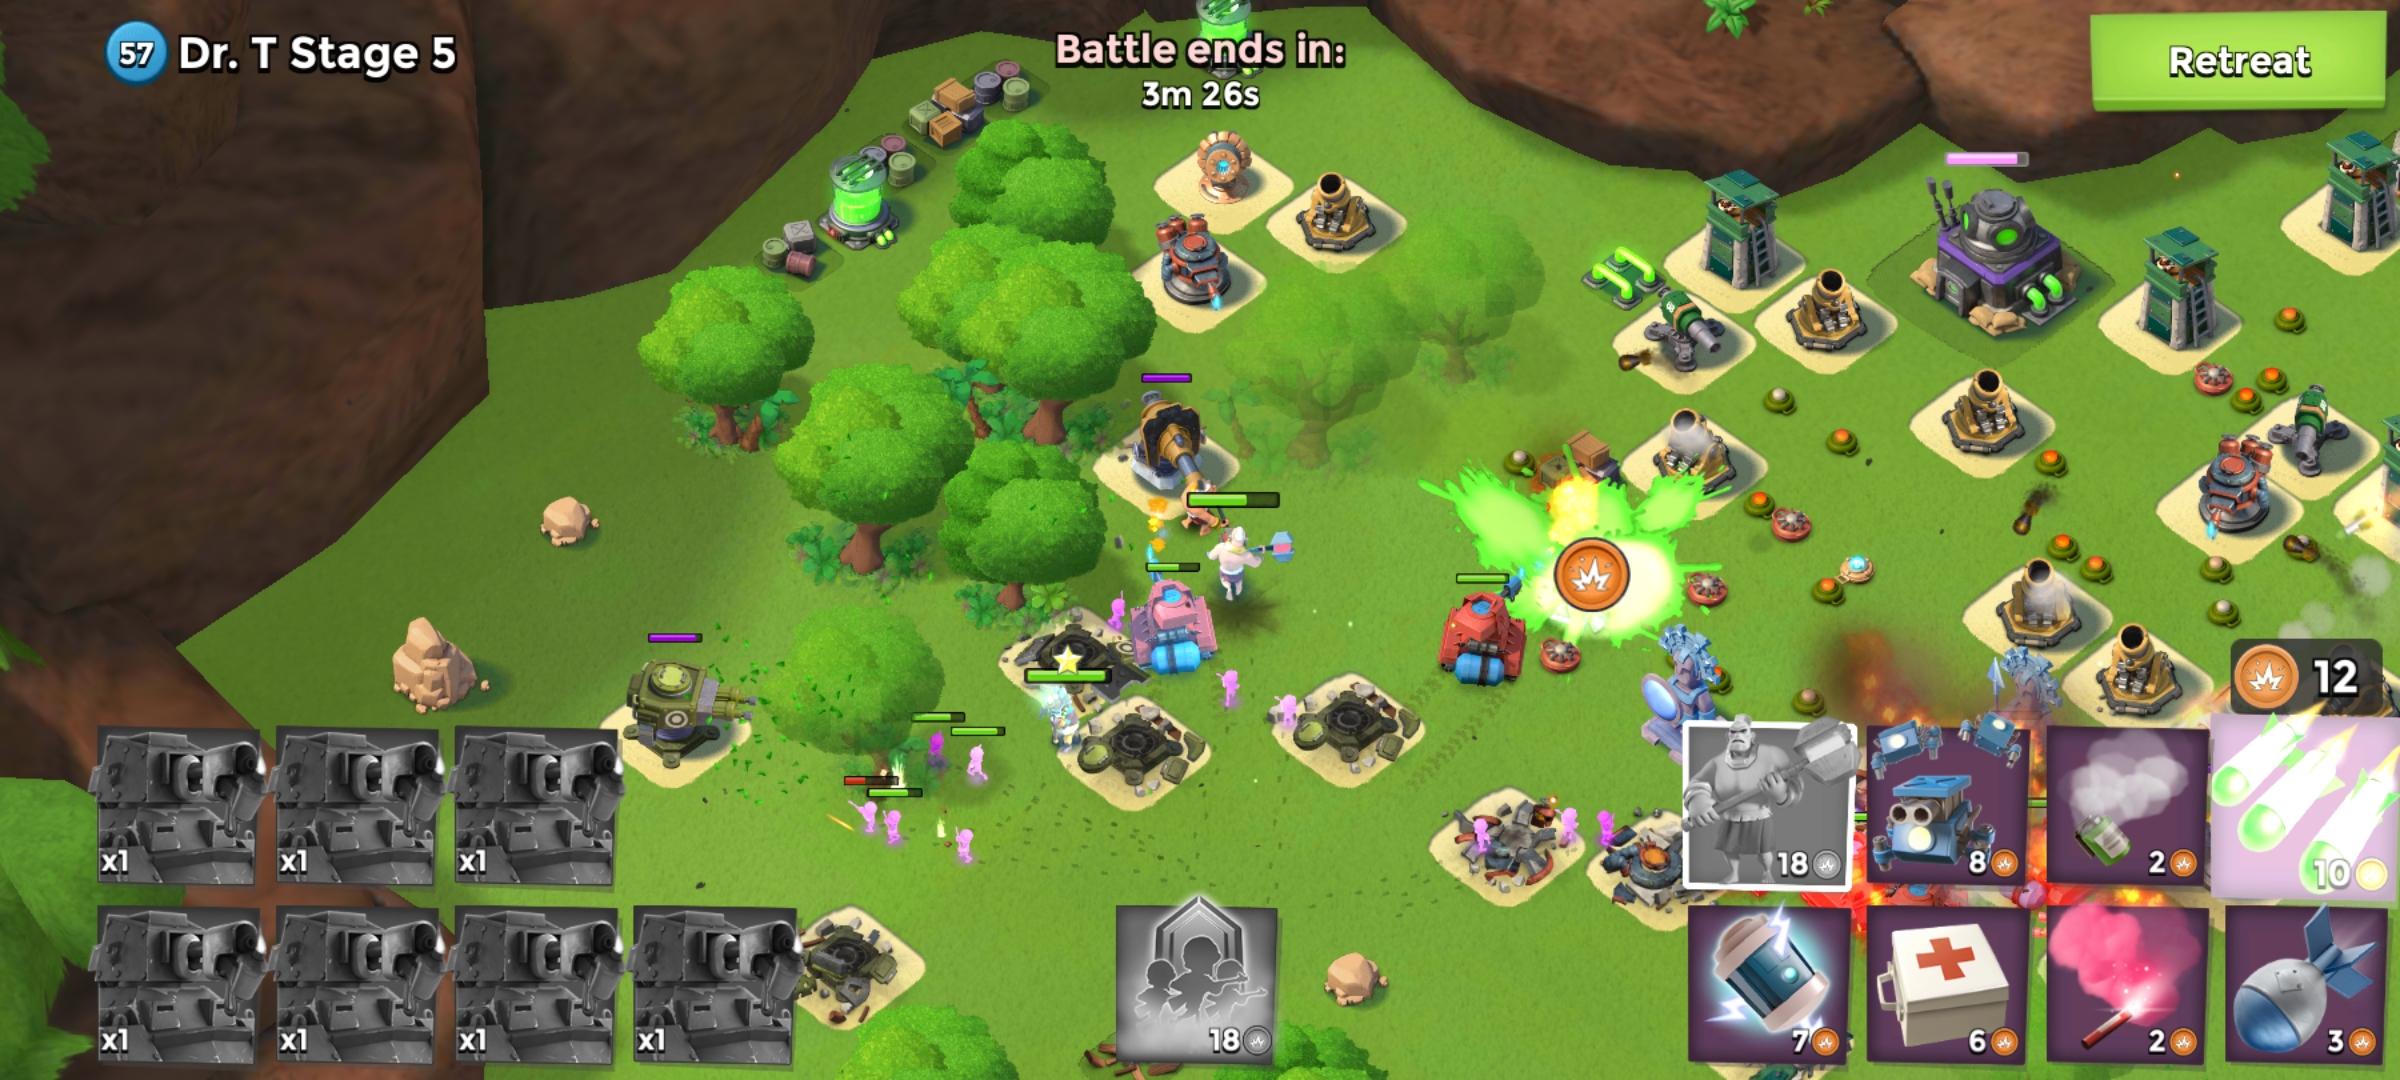 57 Dr. T Stage 5
Battle ends in:
3m 26s
Retreat
12
x1
x1
x1
18
8
2
10
x1
x1
x1
x1
18
7
6
2
3